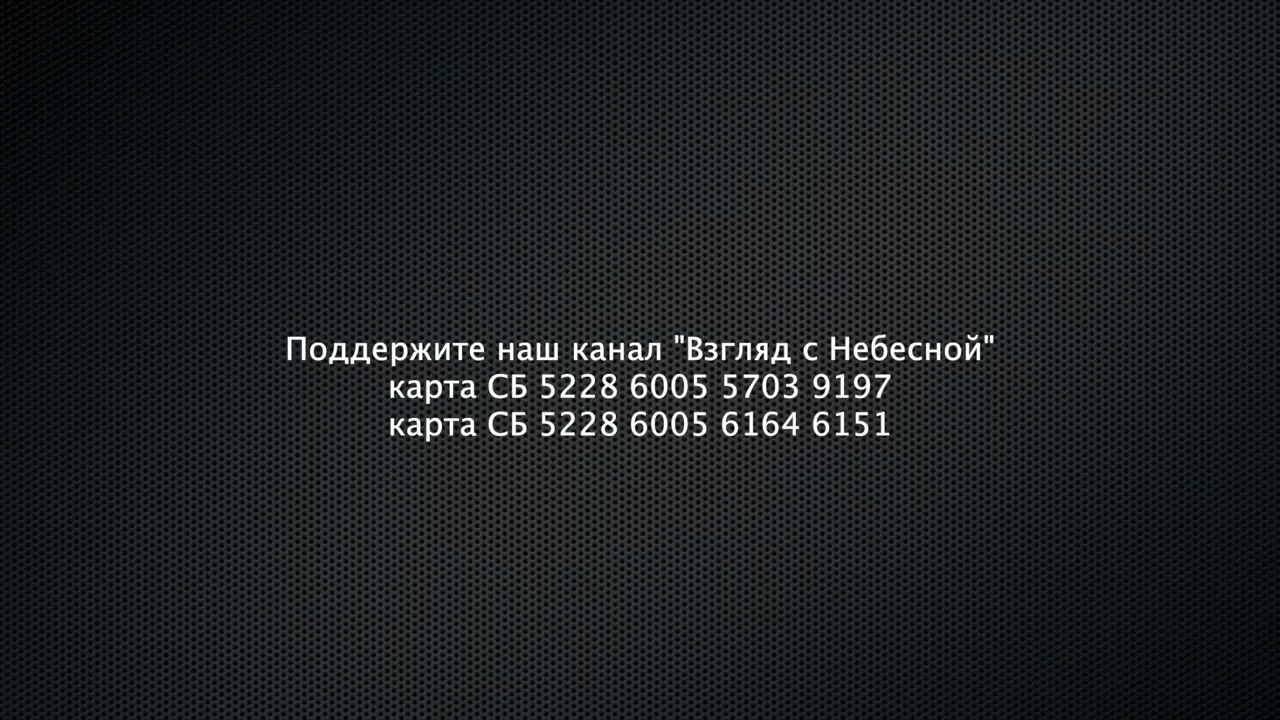 Поддержите наш канал "Взгляд с Небесной"
карта СБ 5228 6005 5703 9197
карта СБ 5228 6005 6164 6151